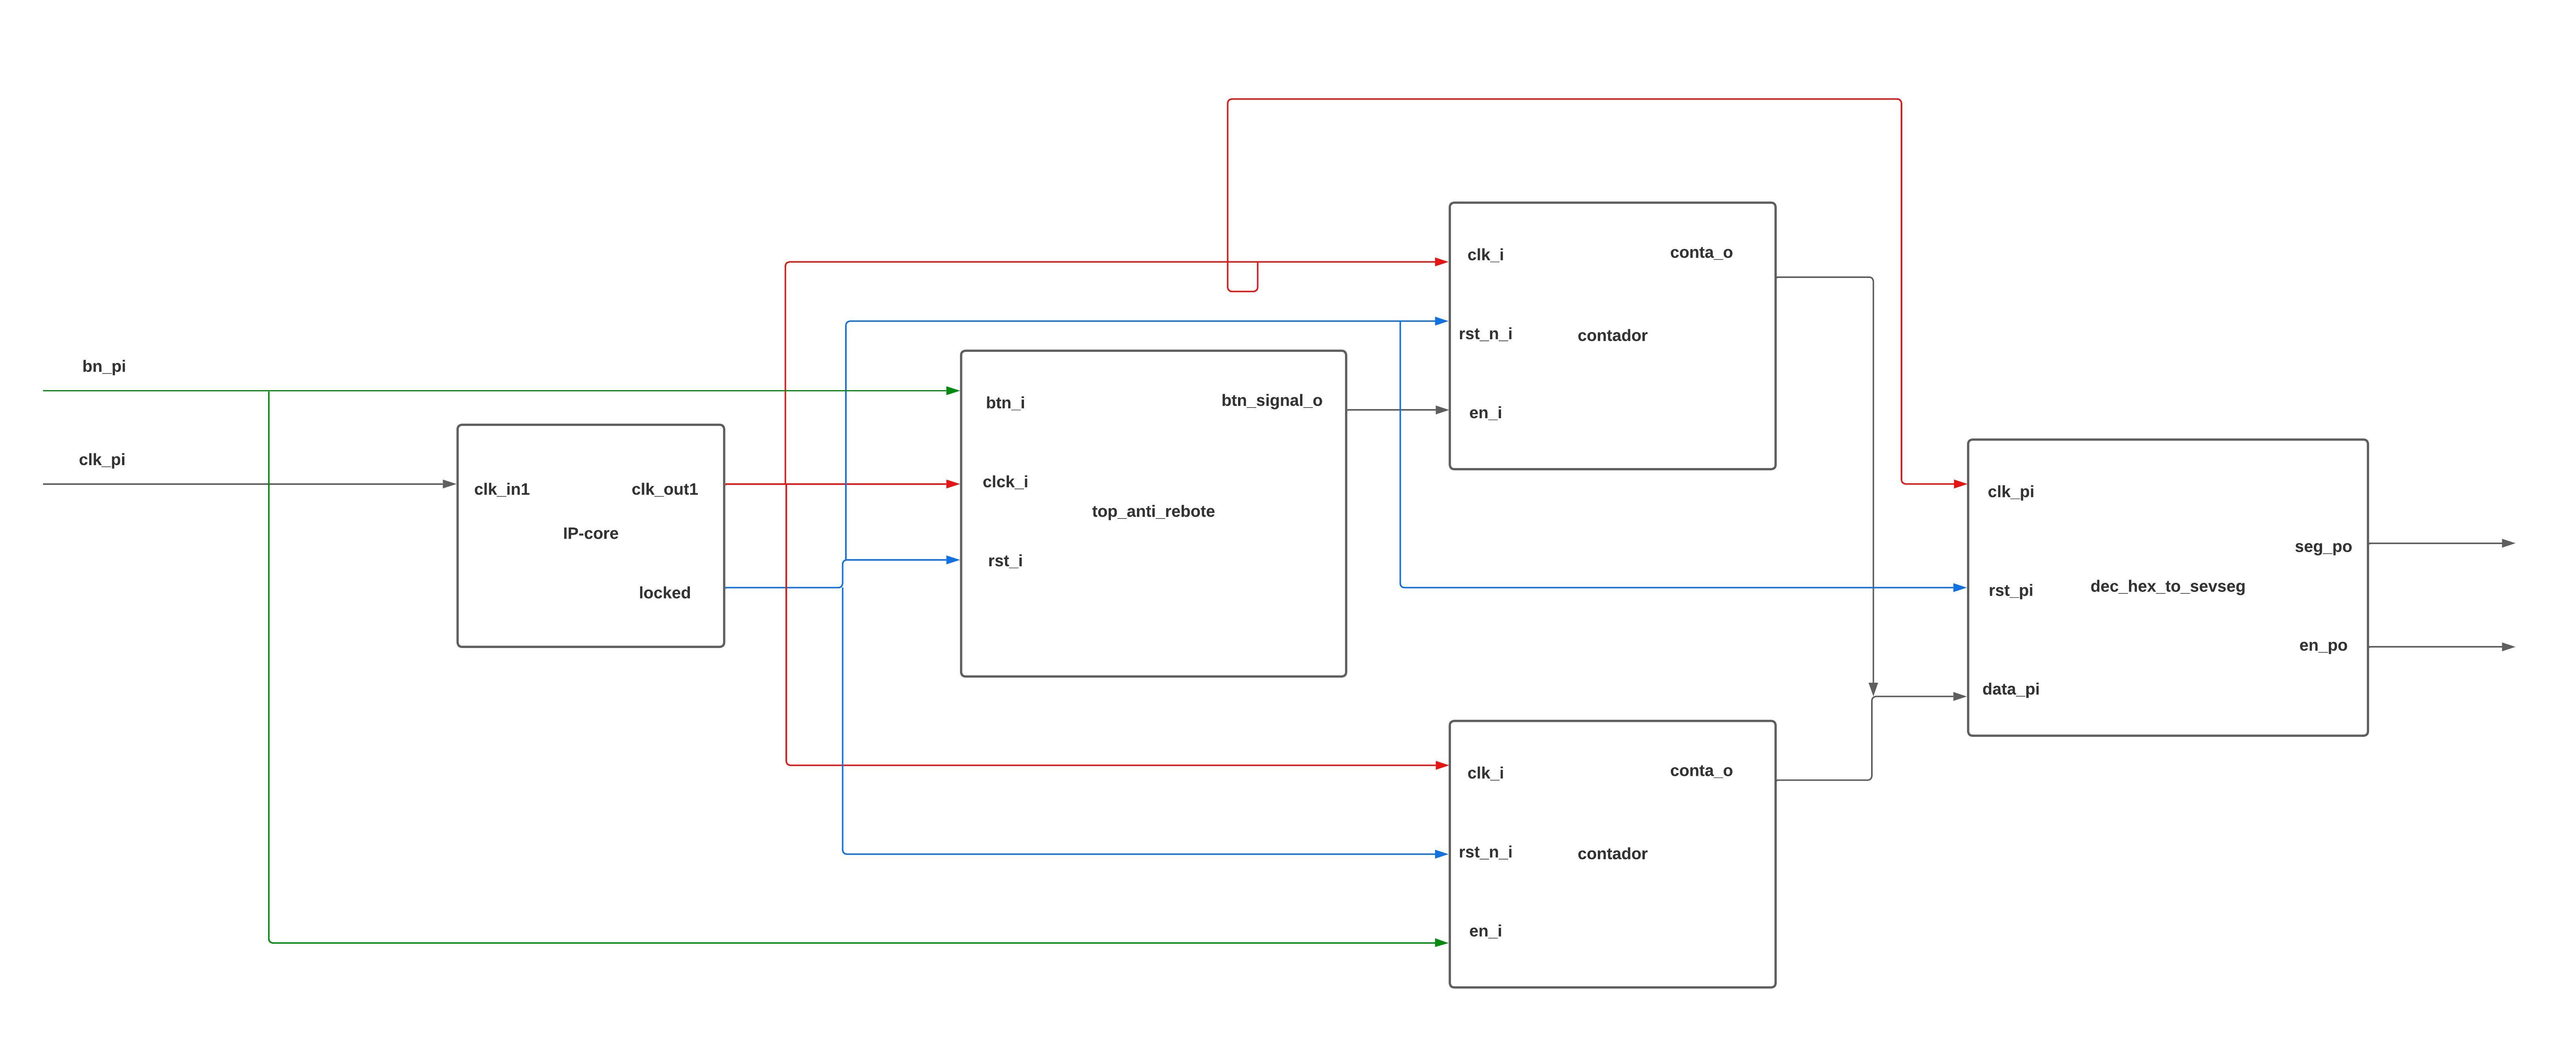 bn_pi
clk_pi
clk_in1
clk_out1
IP-core
locked
btn_i
btn_signal_o
clck_i
top_anti_rebote
rst_i
clk_i
conta_o
rst_n_i
contador
en_i
clk_i
conta_o
rst_n_i
contador
en_i
clk_pi
seg_po
rst_pi
dec_hex_to_sevseg
en_po
data_pi